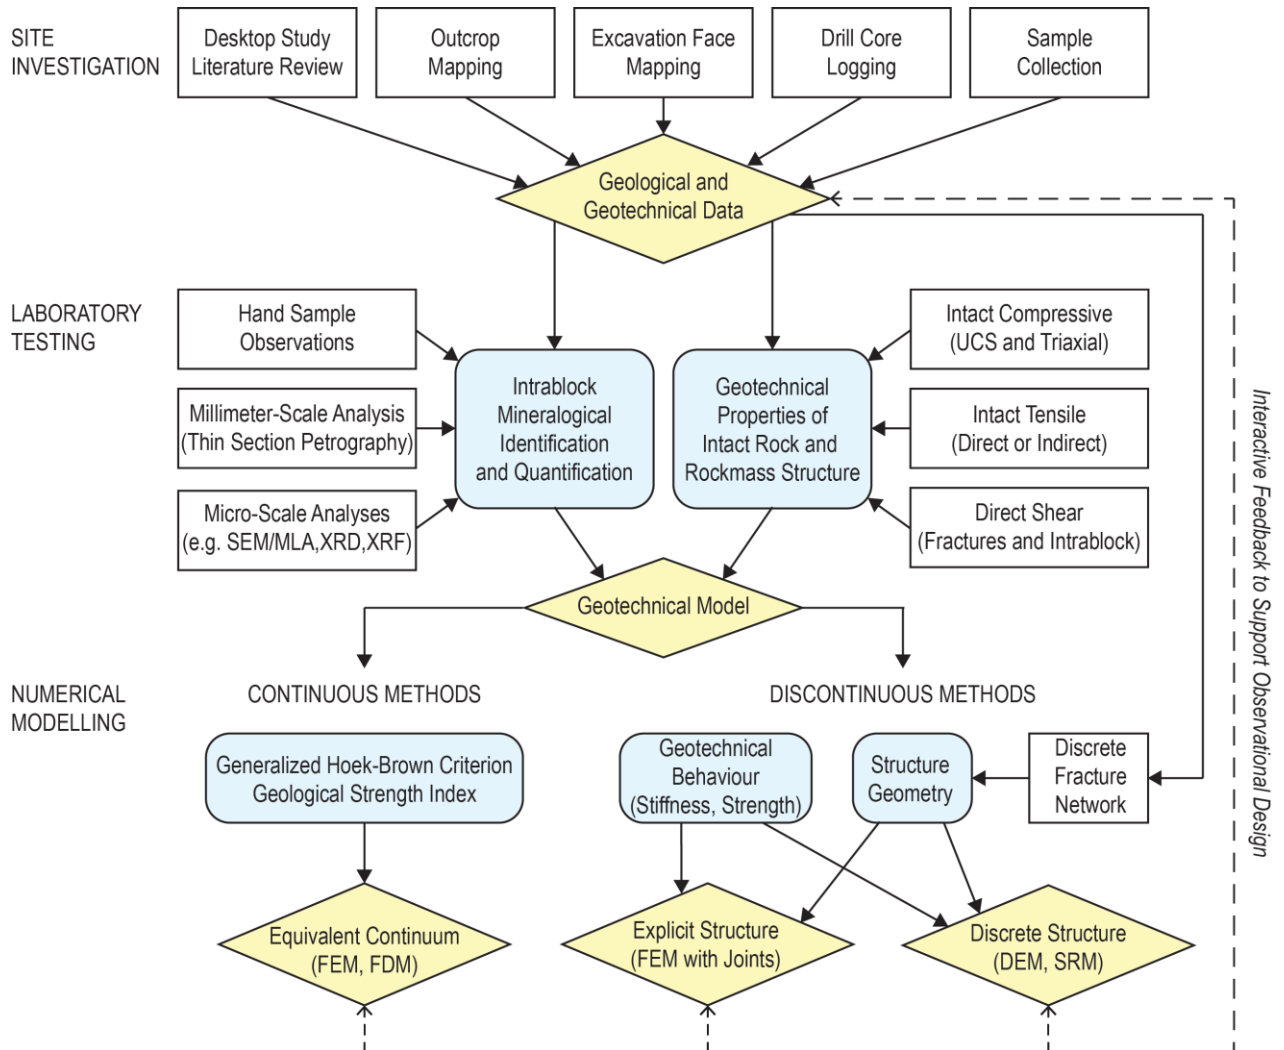 SITE
INVESTIGATION
Desktop Study
Literature Review
Outcrop
Mapping
Excavation Face
Mapping
Drill Core
Logging
Sample
Collection
Geological and
Geotechnical Data
LABORATORY
TESTING
Hand Sample
Observations
Millimeter-Scale Analysis
(Thin Section Petrography)
Micro-Scale Analyses
(e.g. SEM/MLA,XRD,XRF)
Intrablock
Mineralogical
Identification
and Quantification
Geotechnical
Properties of
Intact Rock and
Rockmass Structure
Intact Compressive
(UCS and Triaxial)
Intact Tensile
(Direct or Indirect)
Direct Shear
(Fractures and Intrablock)
Interactive Feedback to Support Observational Design
Geotechnical Model
NUMERICAL
MODELLING
CONTINUOUS METHODS
DISCONTINUOUS METHODS
Generalized Hoek-Brown Criterion
Geological Strength Index
Geotechnical
Behaviour
(Stiffness, Strength)
Structure
Geometry
Discrete
Fracture
Network
Equivalent Continuum
(FEM, FDM)
Explicit Structure
(FEM with Joints)
Discrete Structure
(DEM, SRM)